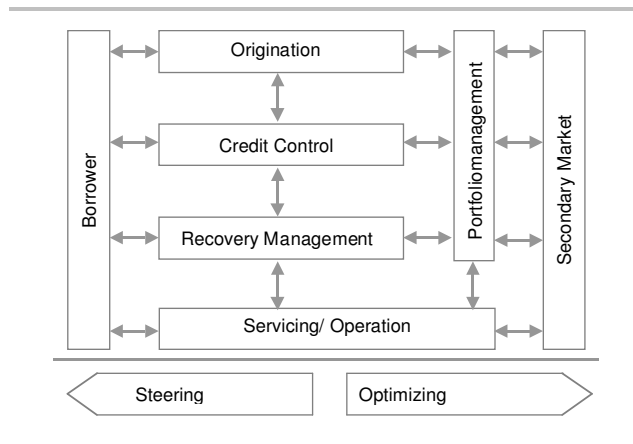 Origination
Credit Control
Recovery Management
Servicing/ Operation
Borrower
Portfoliomanagement
Secondary Market
Steering
Optimizing